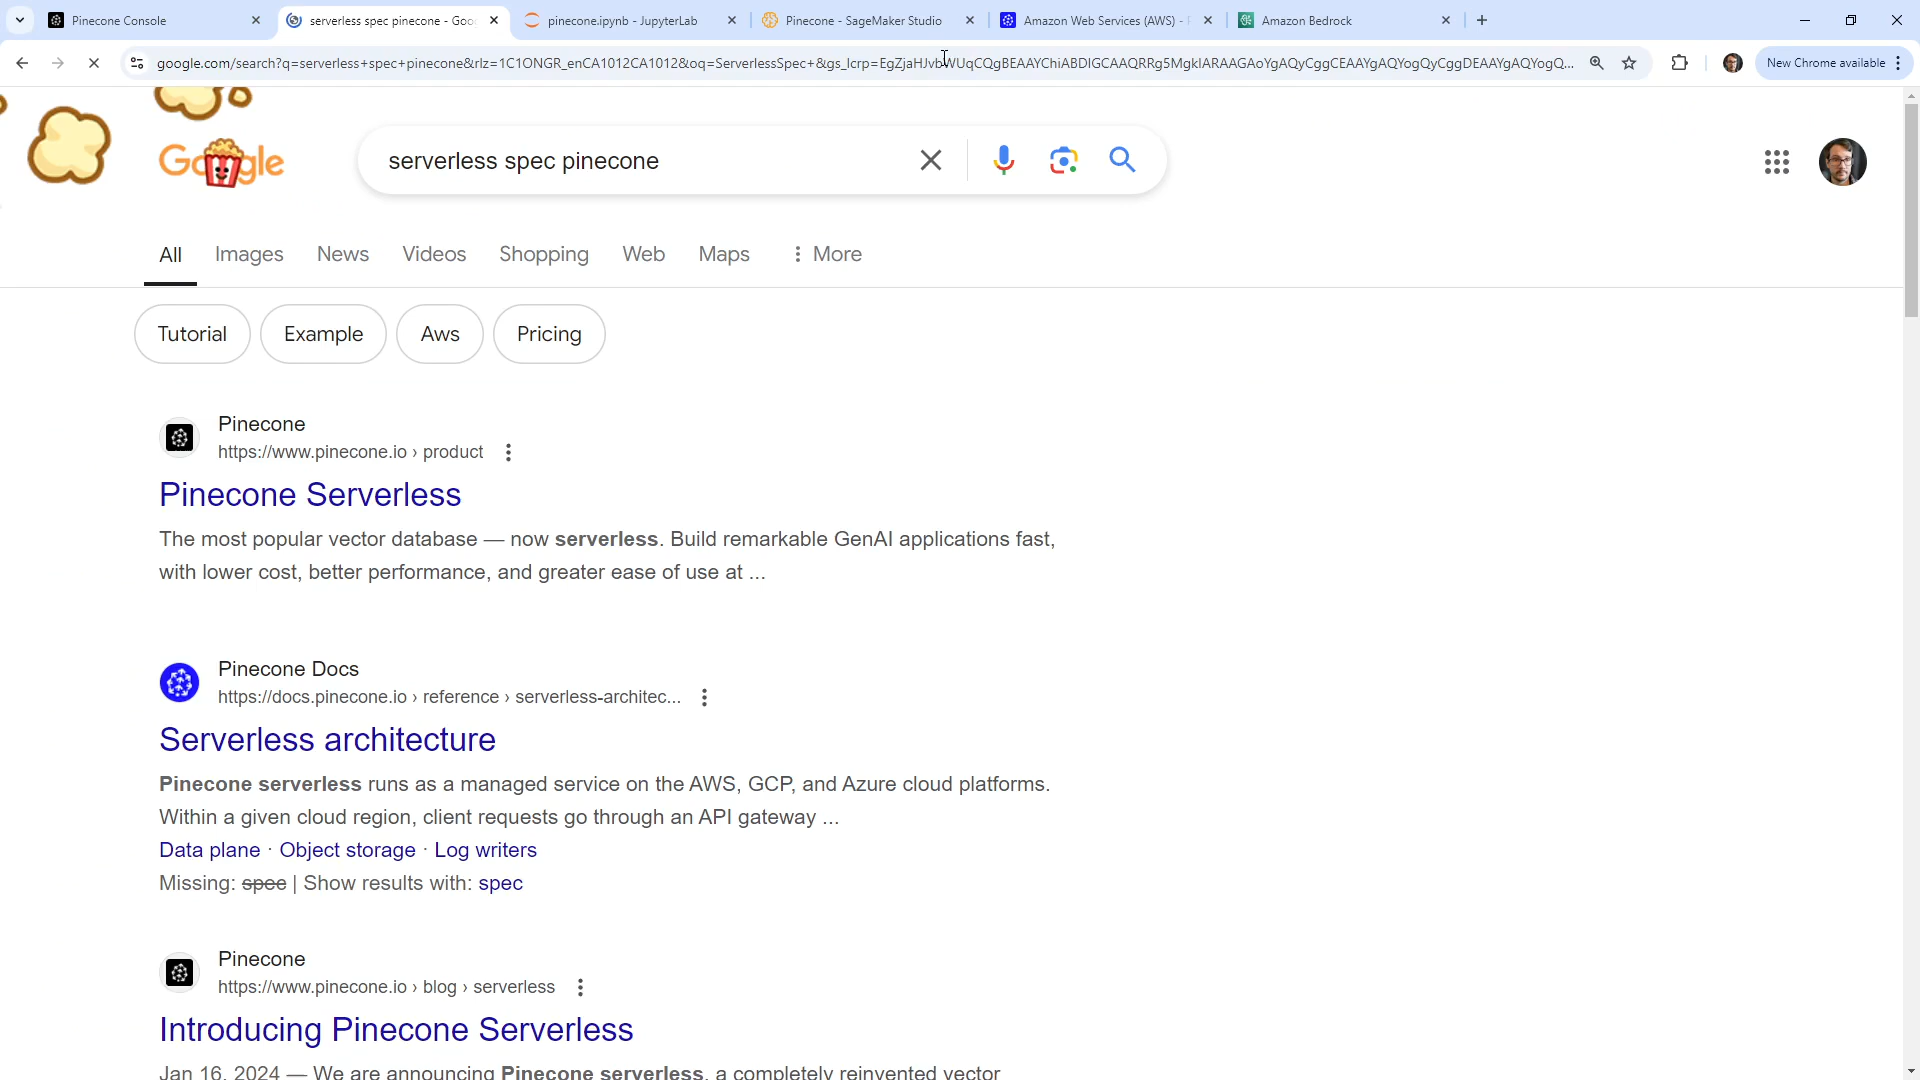 Pinecone Console
serverless spec pinecone - Goo
pinecone.ipynb - JupyterLab
Pinecone - SageMaker Studio
Amazon Web Services (AWS) -
Amazon Bedrock
google.com/search?q=serverless+spec+pinecone&rlz=1C1ONGR_enCA1012CA1012&oq=ServerlessSpec+&gs_lcrp=EgZjaHJvbWUqCQgBEAAYChiABDIGCAAQRRg5MgkIARAAGAoYgAQyCggCEAAYgAQYogQyCggDEAAYgAQYogQ...
New Chrome available
Google
serverless spec pinecone
All
Images
News
Videos
Shopping
Web
Maps
More
Tutorial
Example
Aws
Pricing
Pinecone
https://www.pinecone.io › product
Pinecone Serverless
The most popular vector database — now serverless. Build remarkable GenAI applications fast,
with lower cost, better performance, and greater ease of use at ...
Pinecone Docs
https://docs.pinecone.io › reference › serverless-architec...
Serverless architecture
Pinecone serverless runs as a managed service on the AWS, GCP, and Azure cloud platforms.
Within a given cloud region, client requests go through an API gateway ...
Data plane · Object storage · Log writers
Missing: spec | Show results with: spec
Pinecone
https://www.pinecone.io › blog › serverless
Introducing Pinecone Serverless
Jan 16, 2024 — We are announcing Pinecone serverless, a completely reinvented vector